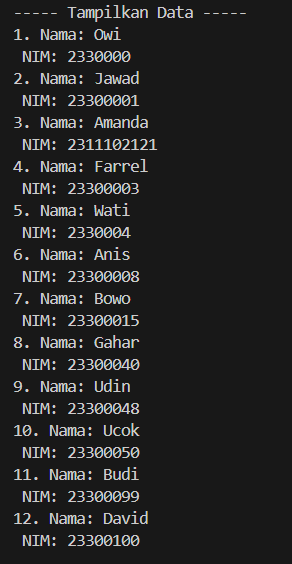 ----- Tampilkan Data -----
1. Nama: Owi
NIM: 2330000
2. Nama: Jawad
NIM: 23300001
3. Nama: Amanda
NIM: 2311102121
4. Nama: Farrel
NIM: 23300003
5. Nama: Wati
NIM: 2330004
6. Nama: Anis
NIM: 23300008
7. Nama: Bowo
NIM: 23300015
8. Nama: Gahar
NIM: 23300040
9. Nama: Udin
NIM: 23300048
10. Nama: Ucok
NIM: 23300050
11. Nama: Budi
NIM: 23300099
12. Nama: David
NIM: 23300100